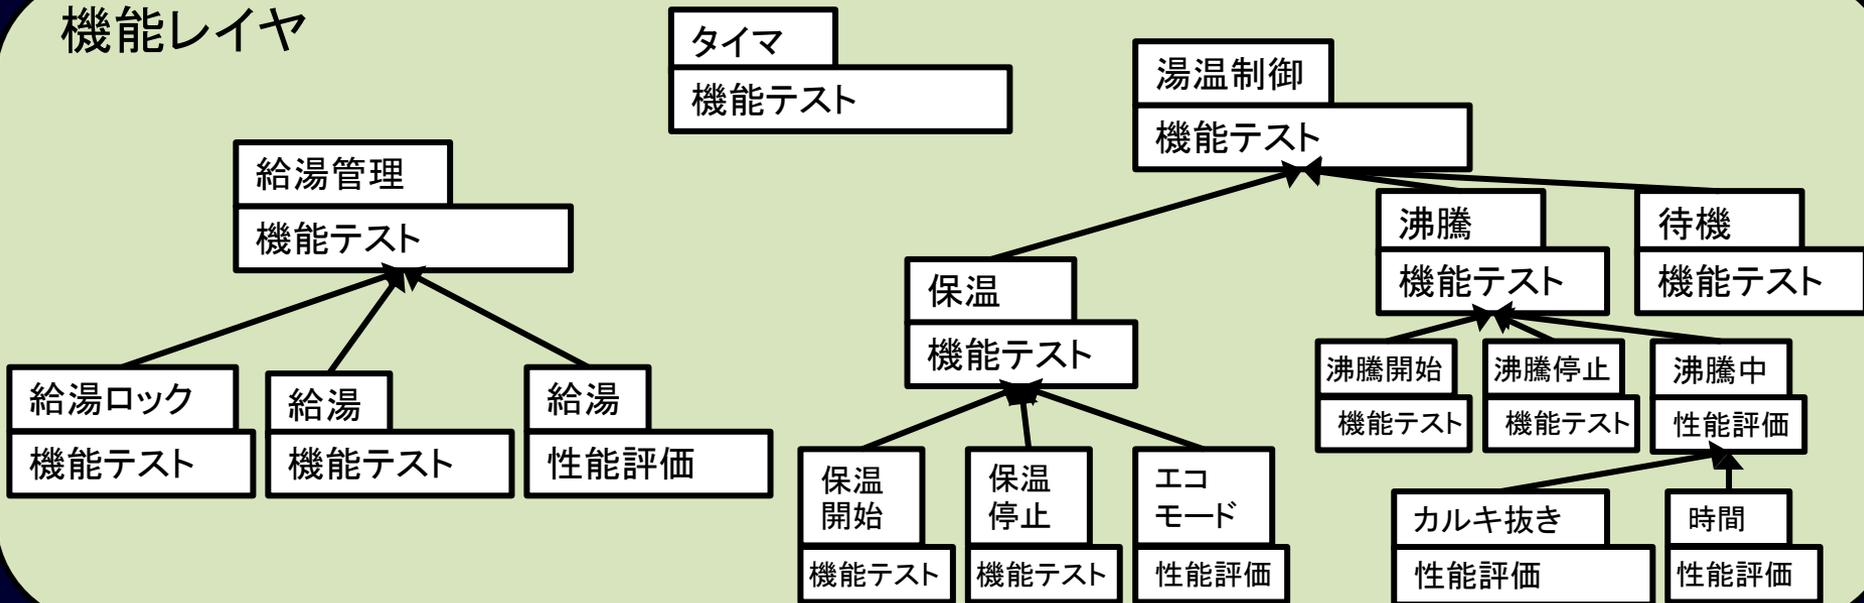 機能レイヤ
タイマ
機能テスト
湯温制御
機能テスト
給湯管理
機能テスト
沸騰
機能テスト
待機
機能テスト
保温
機能テスト
給湯ロック
機能テスト
給湯
機能テスト
給湯
性能評価
沸騰開始
機能テスト
沸騰停止
機能テスト
沸騰中
性能評価
保温
開始
機能テスト
保温
停止
機能テスト
エコ
モード
性能評価
カルキ抜き
性能評価
時間
性能評価